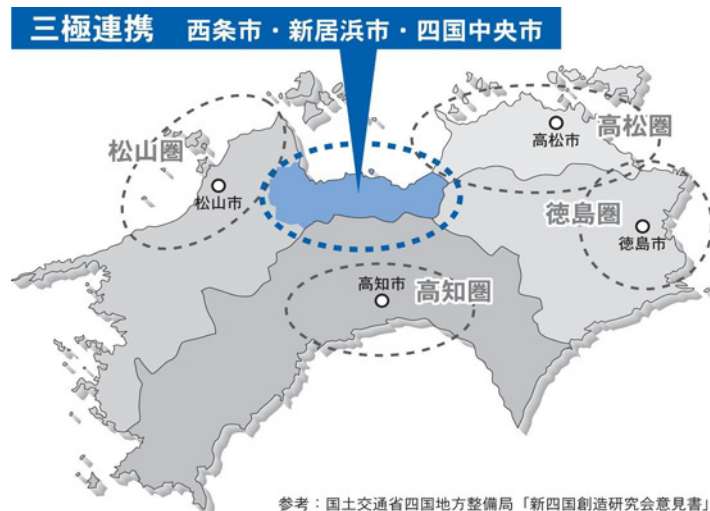 三極連携 西条市・新居浜市・四国中央市
高松圏
高松市
松山圏
松山市
徳島圏
徳島市
高知市
高知圏
参考：国土交通省四国地方整備局「新四国創造研究会意見書」